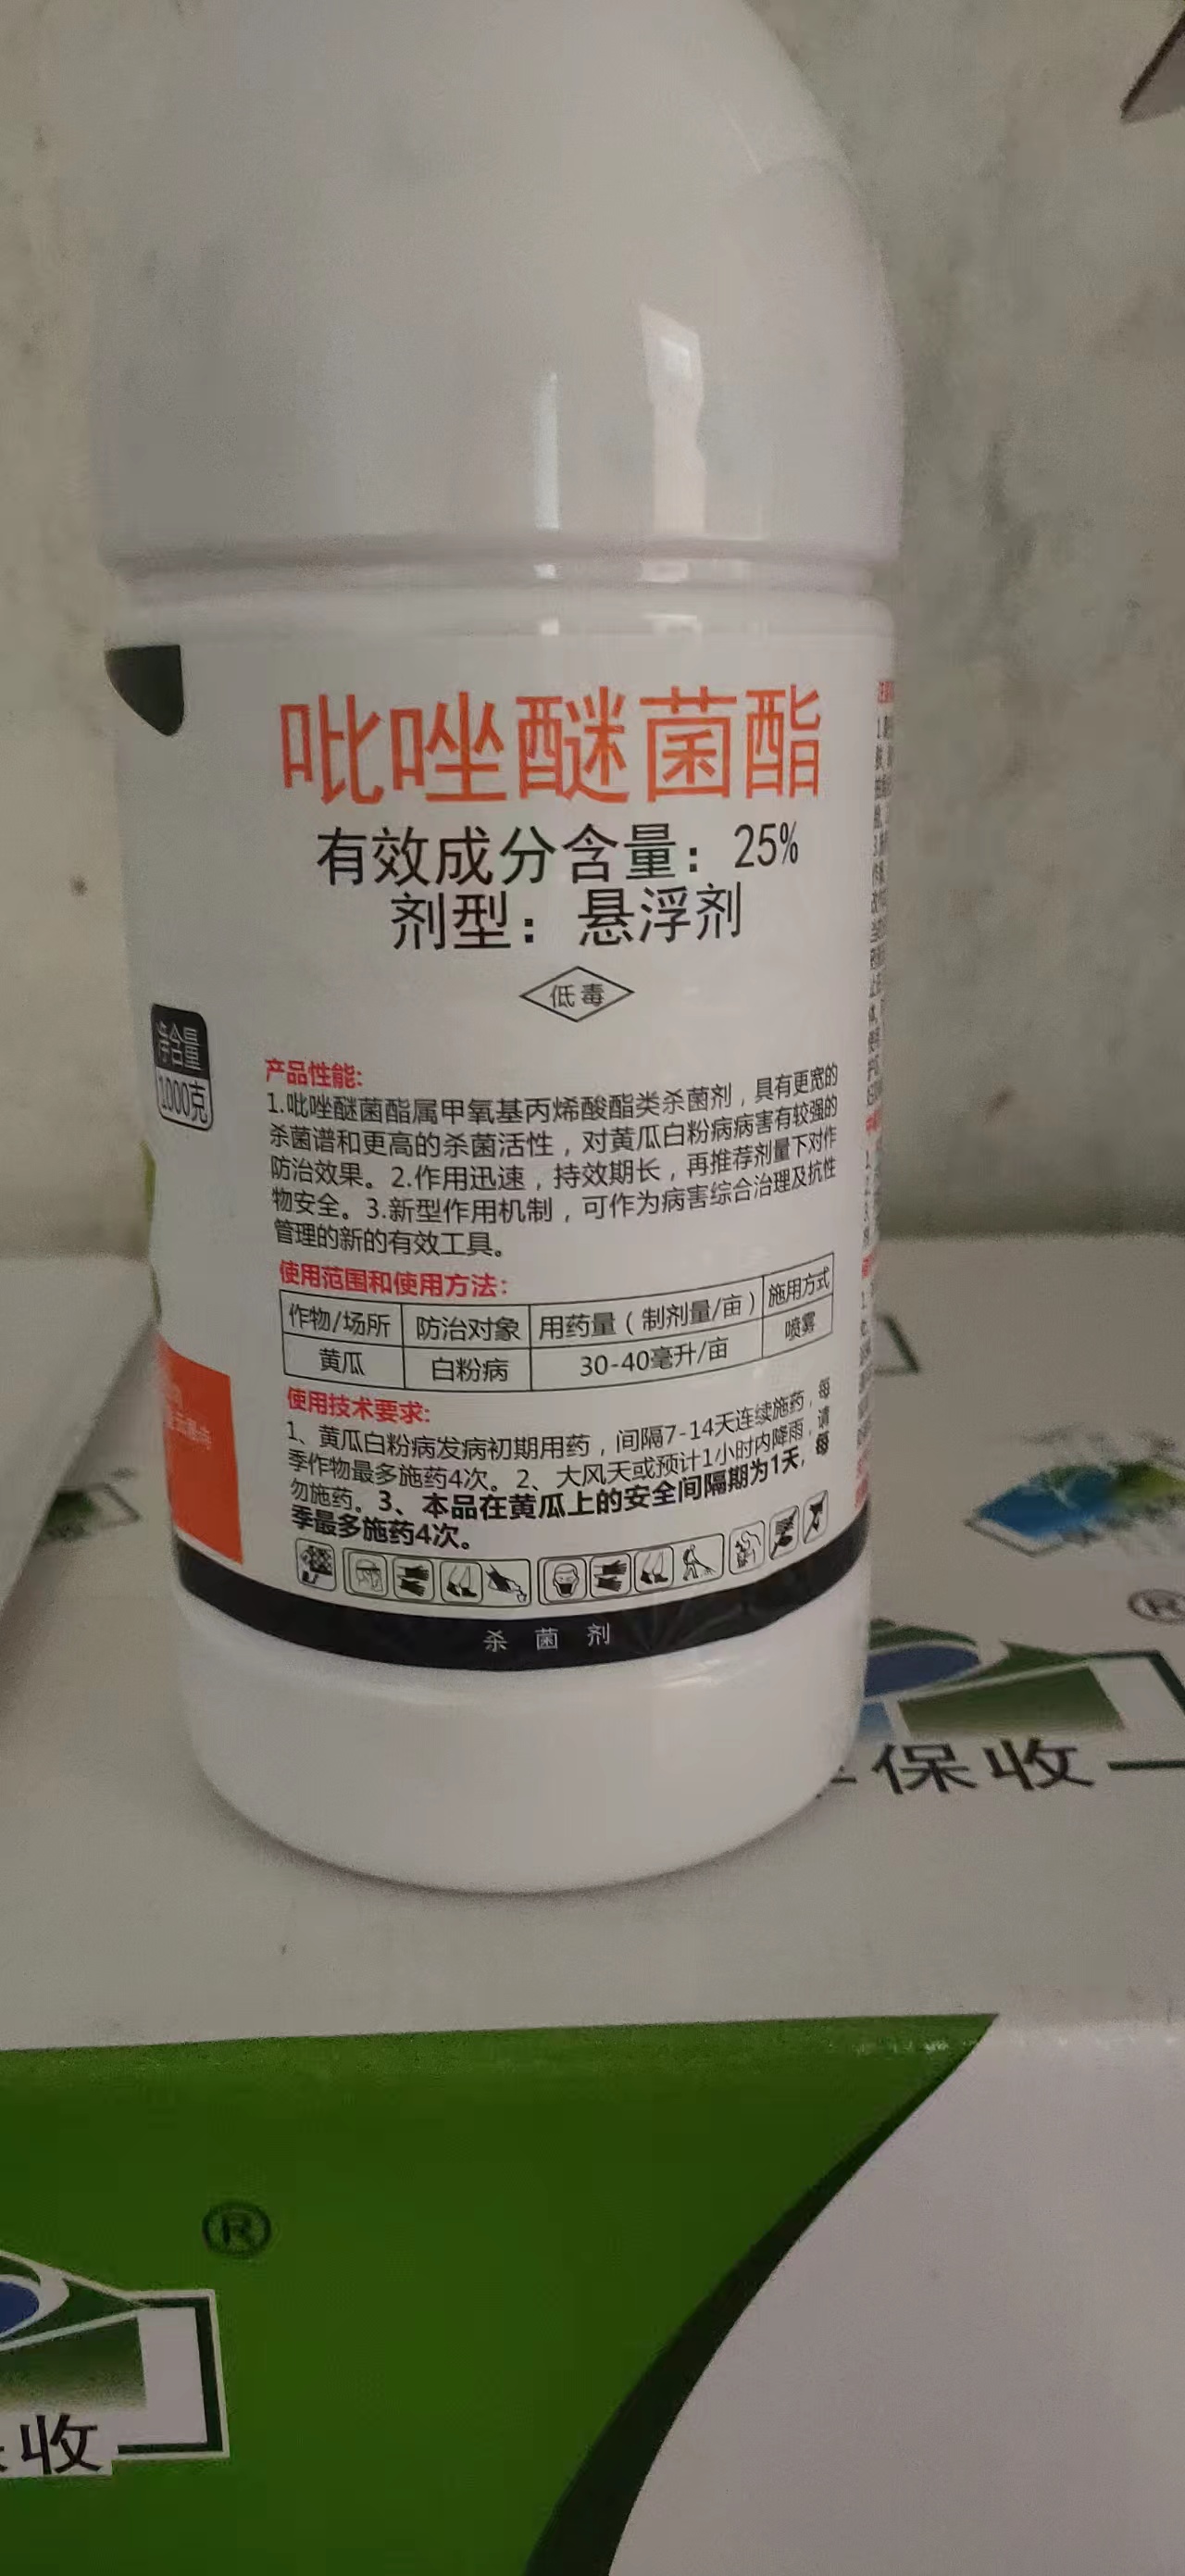 吡唑醚菌酯
有效成分含量：25%
剂型：悬浮剂
低毒
净含量
1000克
产品性能:
1.吡唑醚菌酯属甲氧基丙烯酸酯类杀菌剂，具有更宽的
杀菌谱和更高的杀菌活性，对黄瓜白粉病病害有较强的
防治效果。2.作用迅速，持效期长，再推荐剂量下对作
物安全。3.新型作用机制，可作为病害综合治理及抗性
管理的新的有效工具。
使用范围和使用方法：
作物/场所 防治对象 用药量（制剂量/亩） 施用方式
黄瓜 白粉病 30-40毫升/亩 喷雾
使用技术要求:
1、黄瓜白粉病发病初期用药，间隔7-14天连续施药，每
季作物最多施药4次。2、大风天或预计1小时内降雨，请
勿施药。3、本品在黄瓜上的安全间隔期为1天，每
季最多施药4次。
杀菌剂
®
保收
®
收